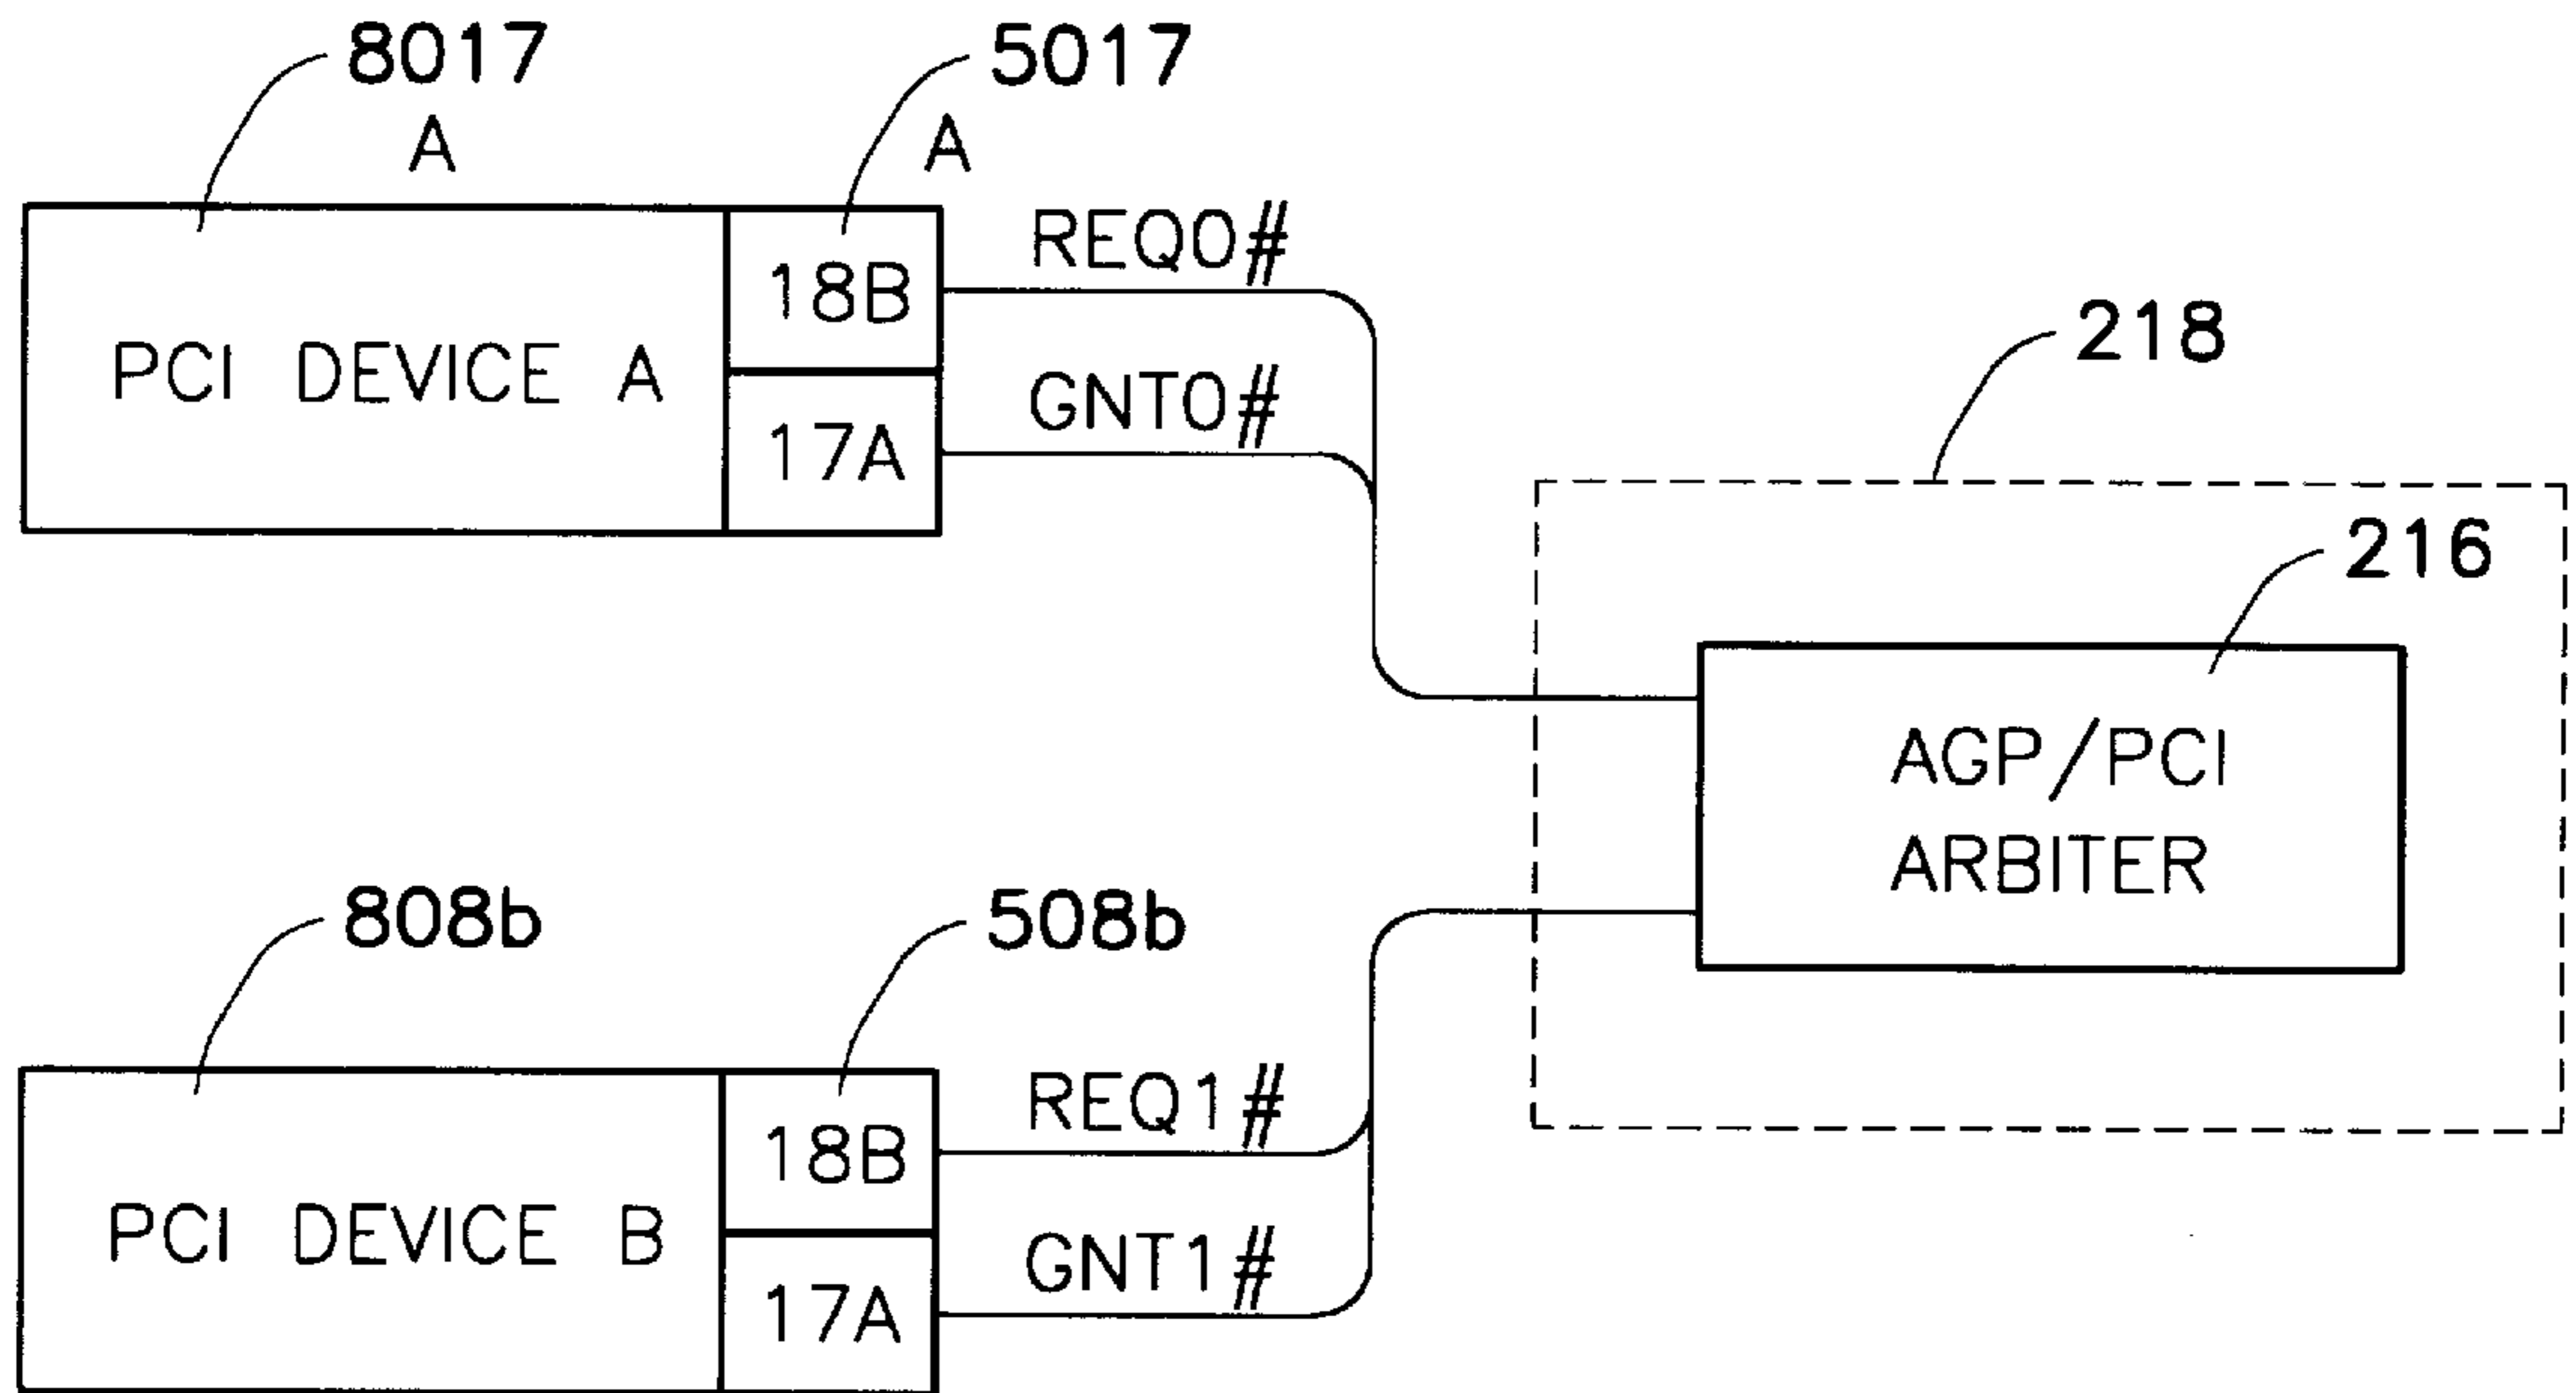 8017 5017
A A
18B REQ0#
PCI DEVICE A
17A GNT0#
218
216
AGP/PCI
ARBITER
808b 508b
18B REQ1#
PCI DEVICE B
17A GNT1#